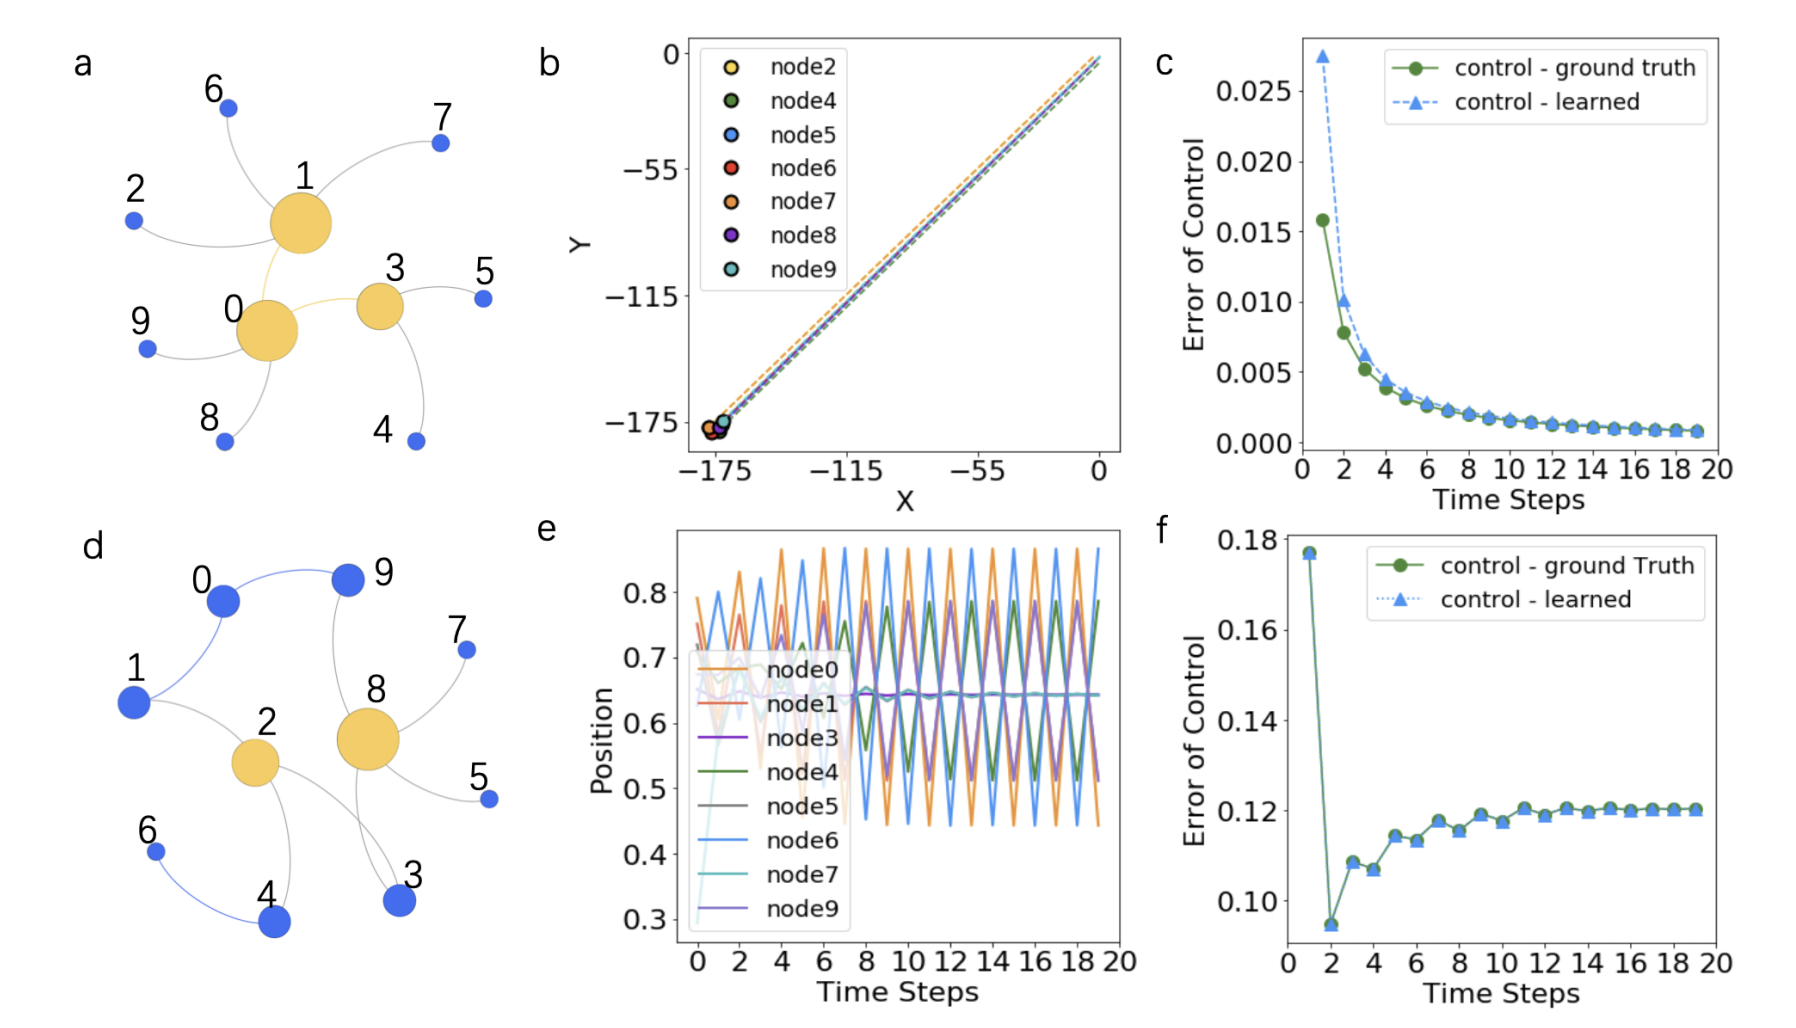 a
6
7
2
1
3
5
0
9
8
4
b
0
−55
−115
−175
Y
node2
node4
node5
node6
node7
node8
node9
−175 −115 −55 0
X
c
0.025
0.020
0.015
0.010
0.005
0.000
Error of Control
control - ground truth
control - learned
0 2 4 6 8 10 12 14 16 18 20
Time Steps
d
0
9
7
1
8
2
5
6
4
3
e
0.8
0.7
0.6
0.5
0.4
0.3
Position
node0
node1
node3
node4
node5
node6
node7
node9
0 2 4 6 8 10 12 14 16 18 20
Time Steps
f
0.18
0.16
0.14
0.12
0.10
Error of Control
control - ground Truth
control - learned
0 2 4 6 8 10 12 14 16 18 20
Time Steps